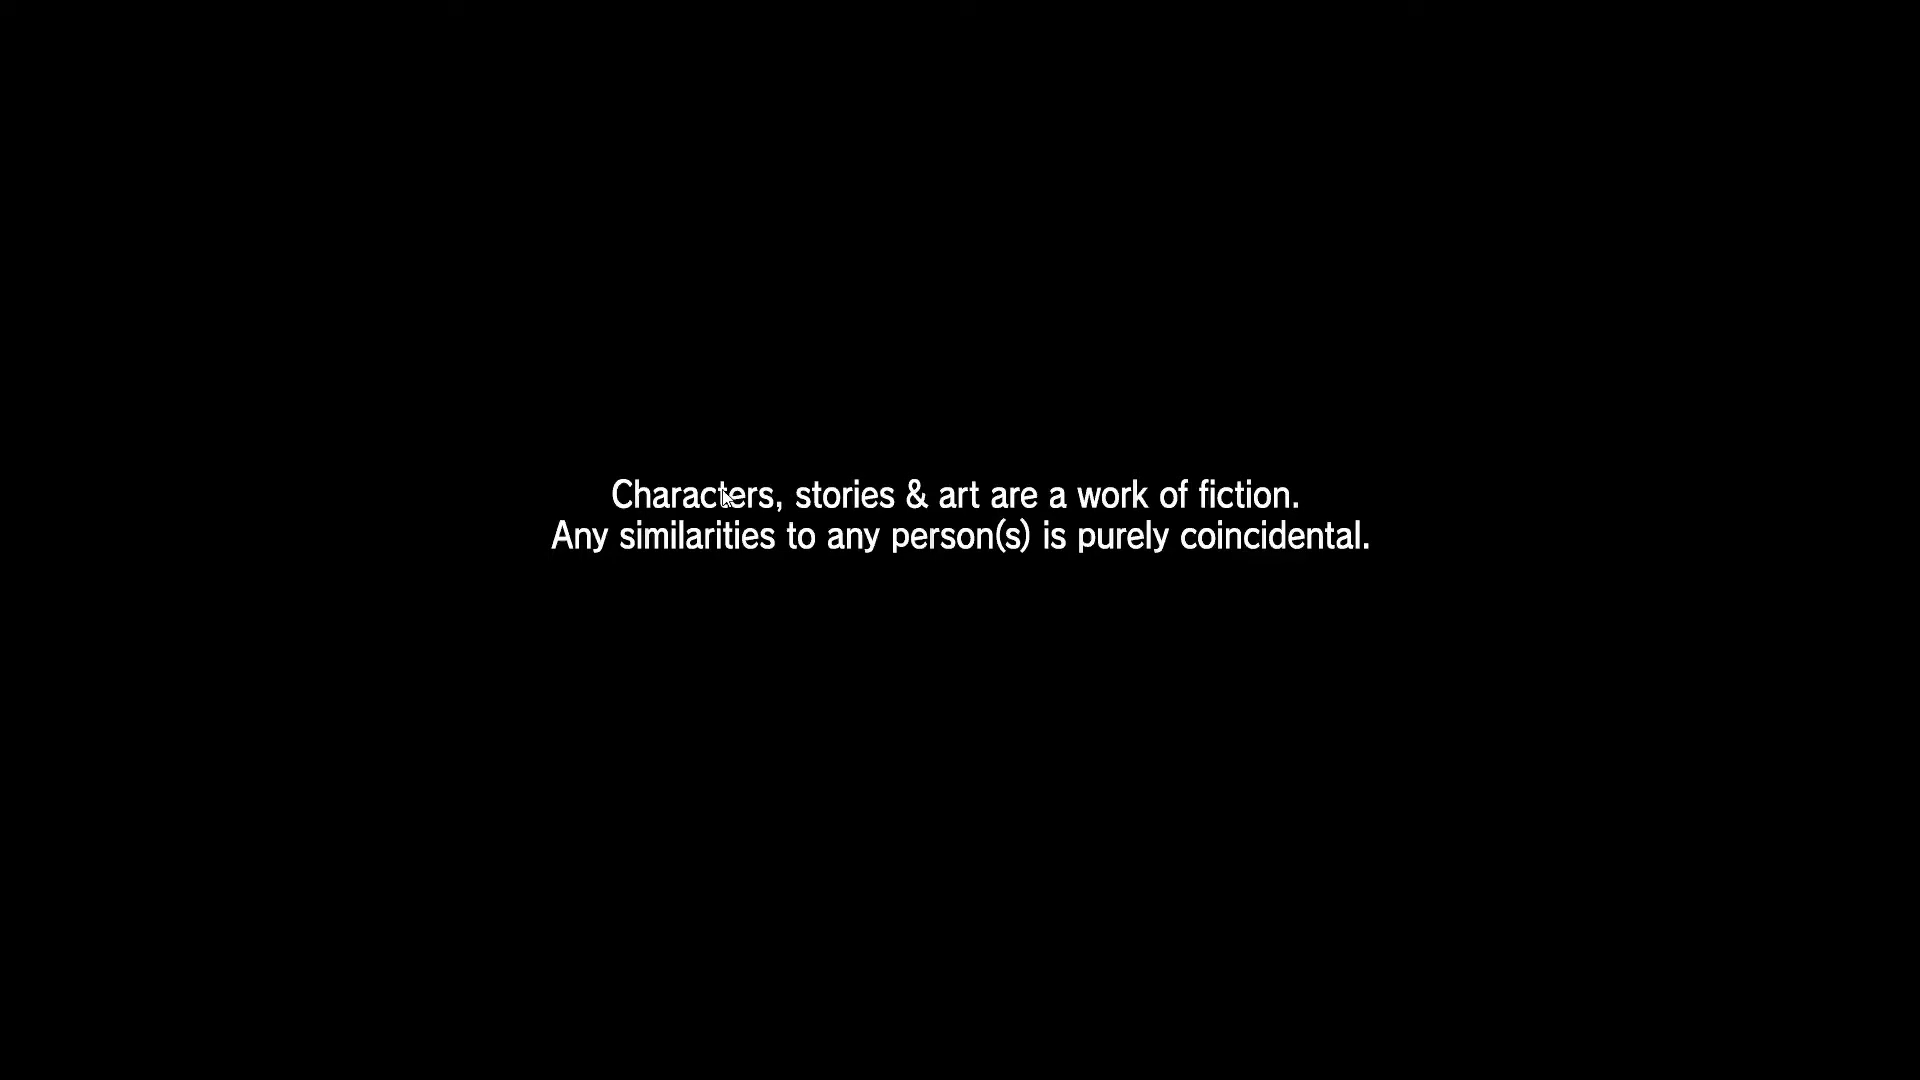 Characters, stories & art are a work of fiction.
Any similarities to any person(s) is purely coincidental.